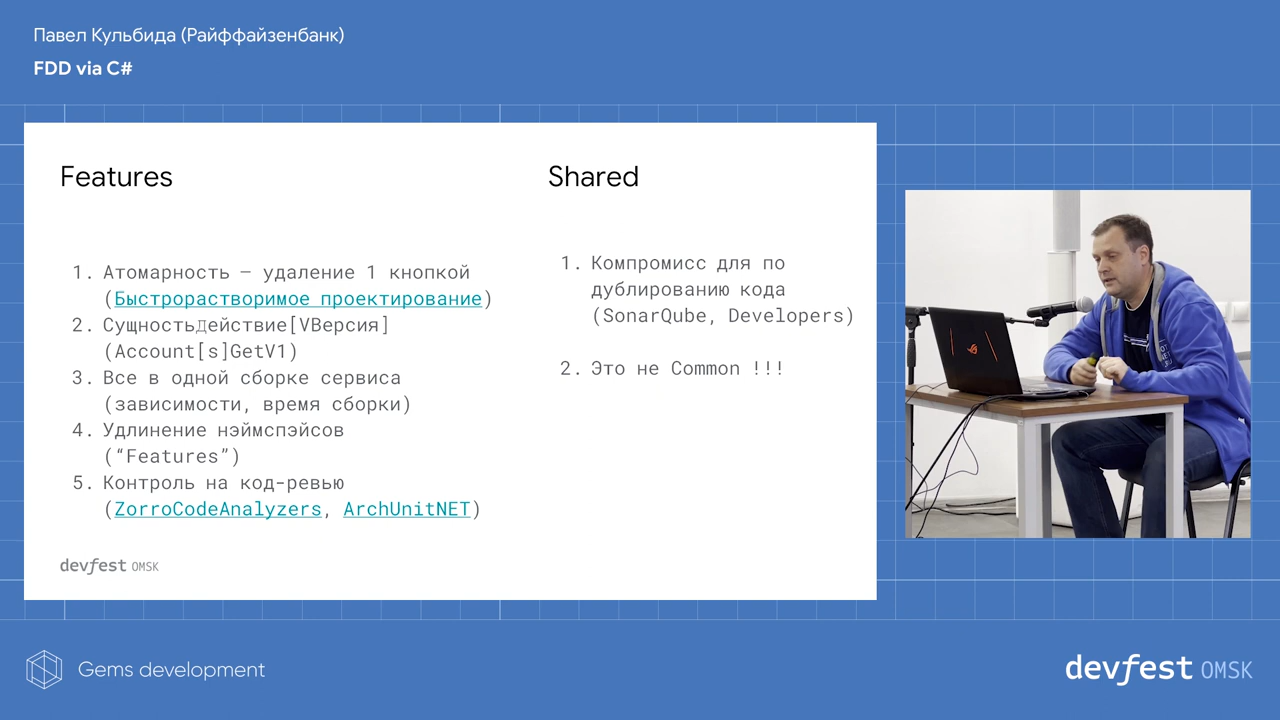 Павел Кульбида (Райффайзенбанк)
FDD via C#
Features
1. Атомарность – удаление 1 кнопкой
(Быстрорастворимое проектирование)
2. СущностьДействие[VВерсия]
(Account[s]GetV1)
3. Все в одной сборке сервиса
(зависимости, время сборки)
4. Удлинение нэймспэйсов
(“Features”)
5. Контроль на код-ревью
(ZorroCodeAnalyzers, ArchUnitNET)
devfest OMSK
Shared
1. Компромисс для по
дублированию кода
(SonarQube, Developers)
2. Это не Common !!!
Gems development
devfest OMSK